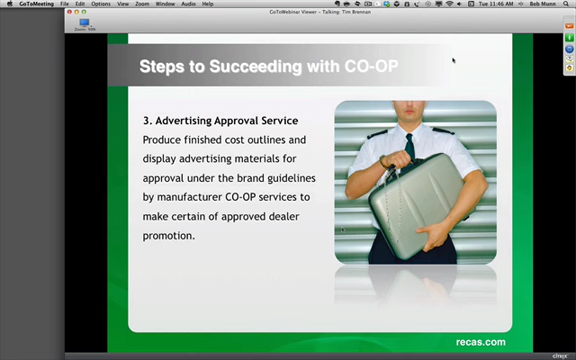 GoToMeeting File Edit Options View Zoom Window Audio Help
Tue 11:46 AM Bob Munn
GoToWebinar Viewer - Talking: Tim Brennan
Steps to Succeeding with CO-OP
3. Advertising Approval Service
Produce finished cost outlines and
display advertising materials for
approval under the brand guidelines
by manufacturer CO-OP services to
make certain of approved dealer
promotion.
recas.com